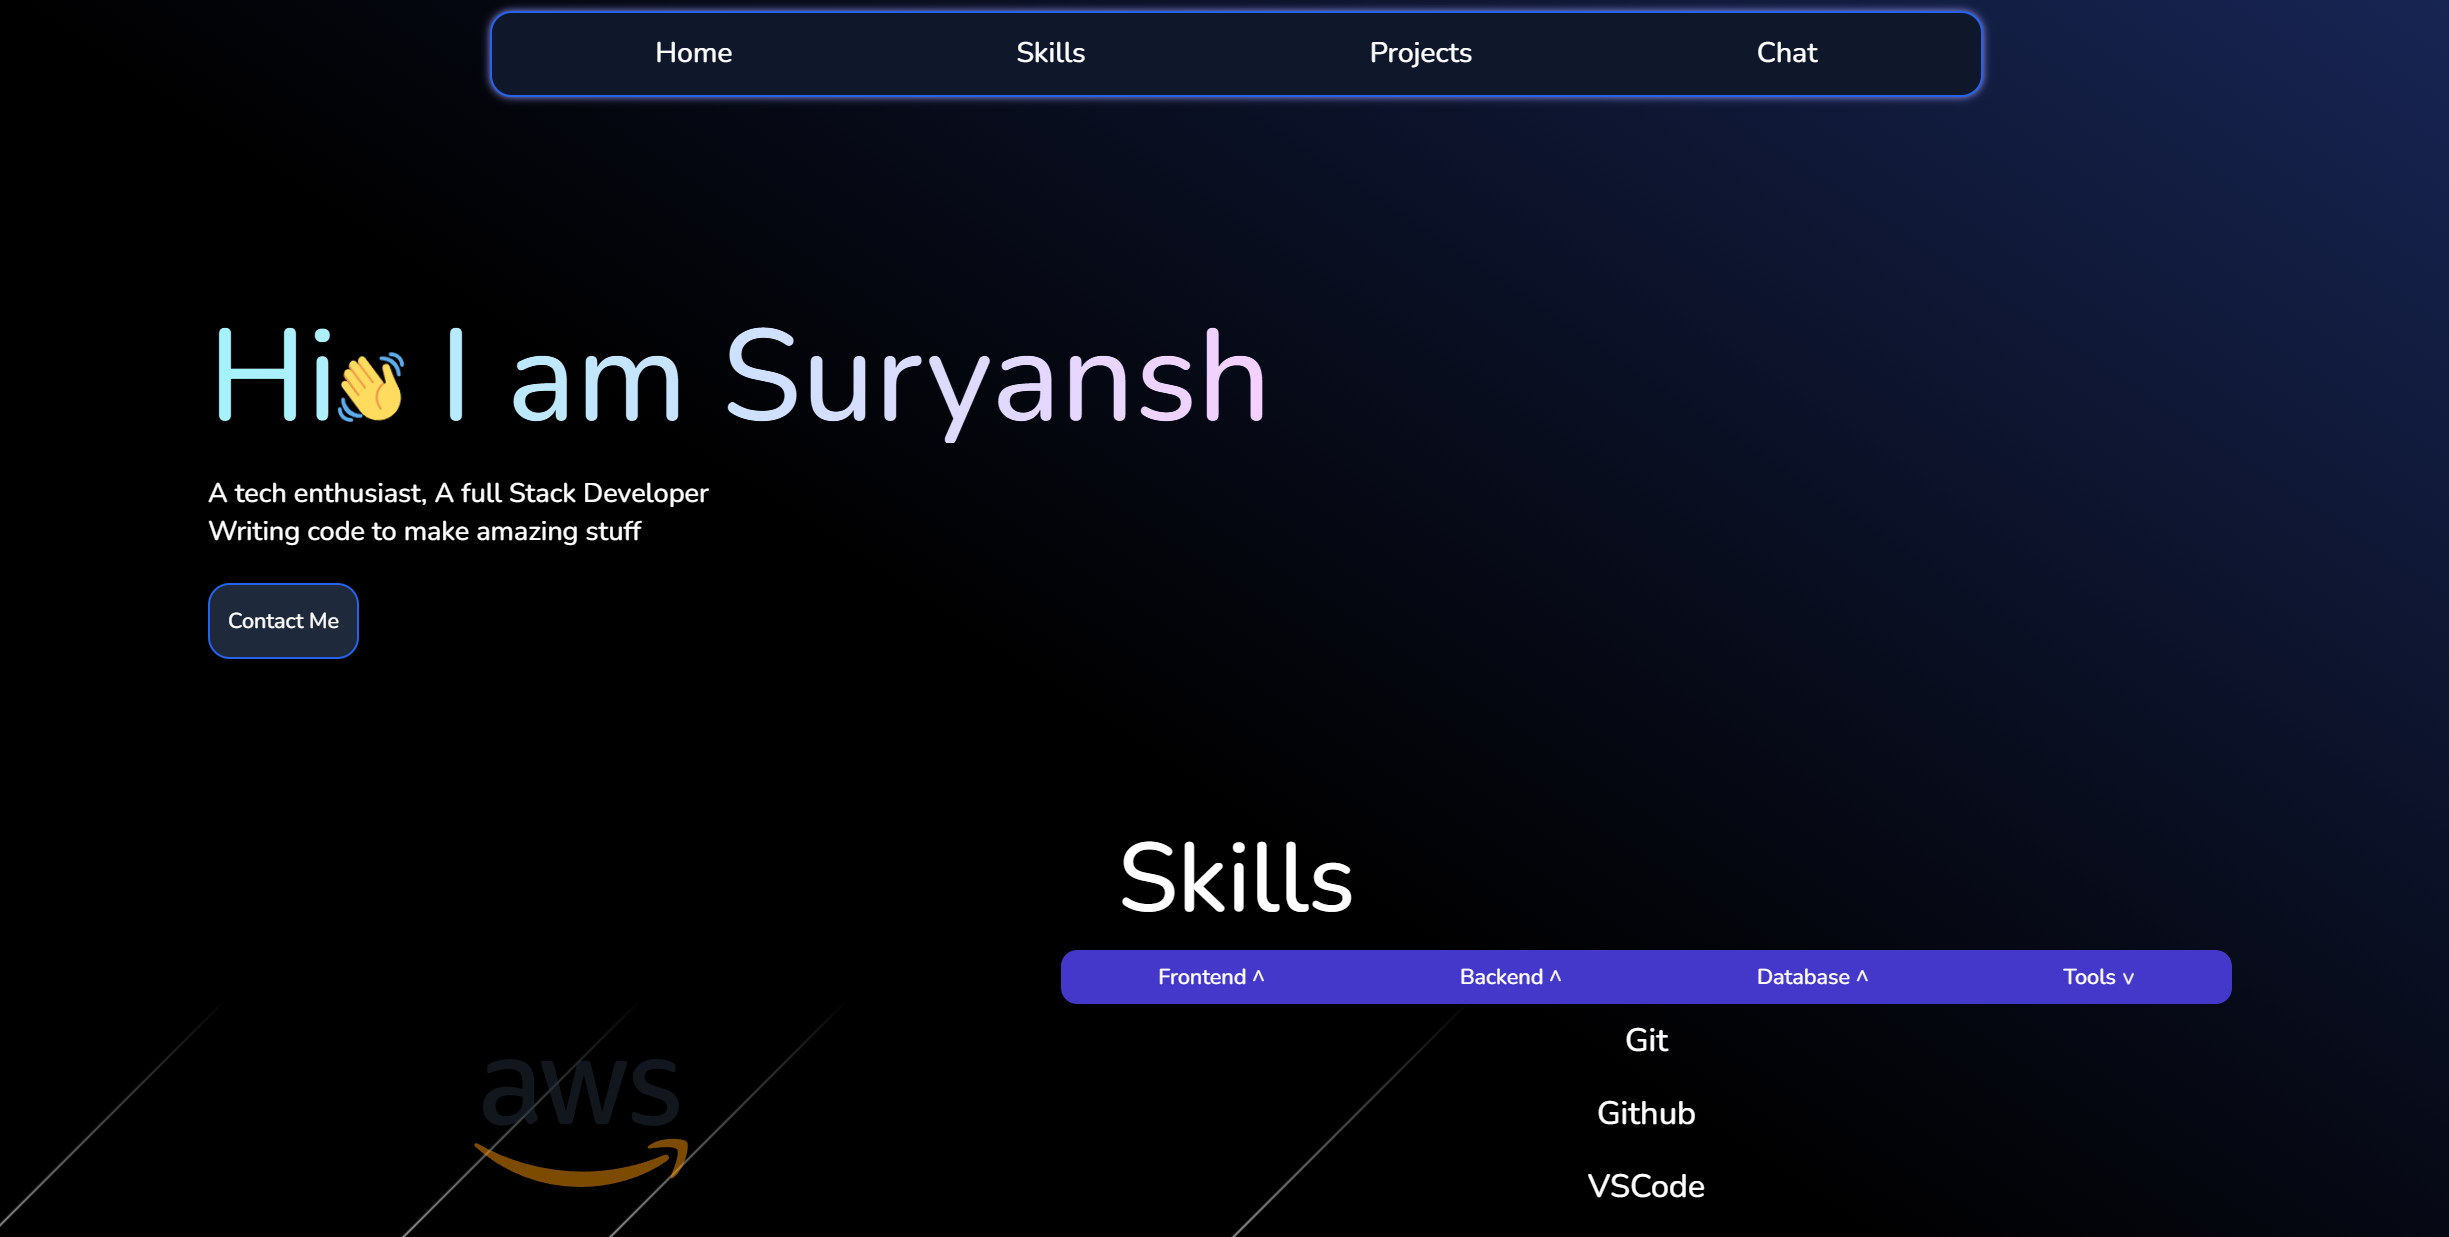 Home Skills Projects Chat
Hi👋 I am Suryansh
A tech enthusiast, A full Stack Developer
Writing code to make amazing stuff
Contact Me
Skills
Frontend ^ Backend ^ Database ^ Tools v
aws
Git
Github
VSCode